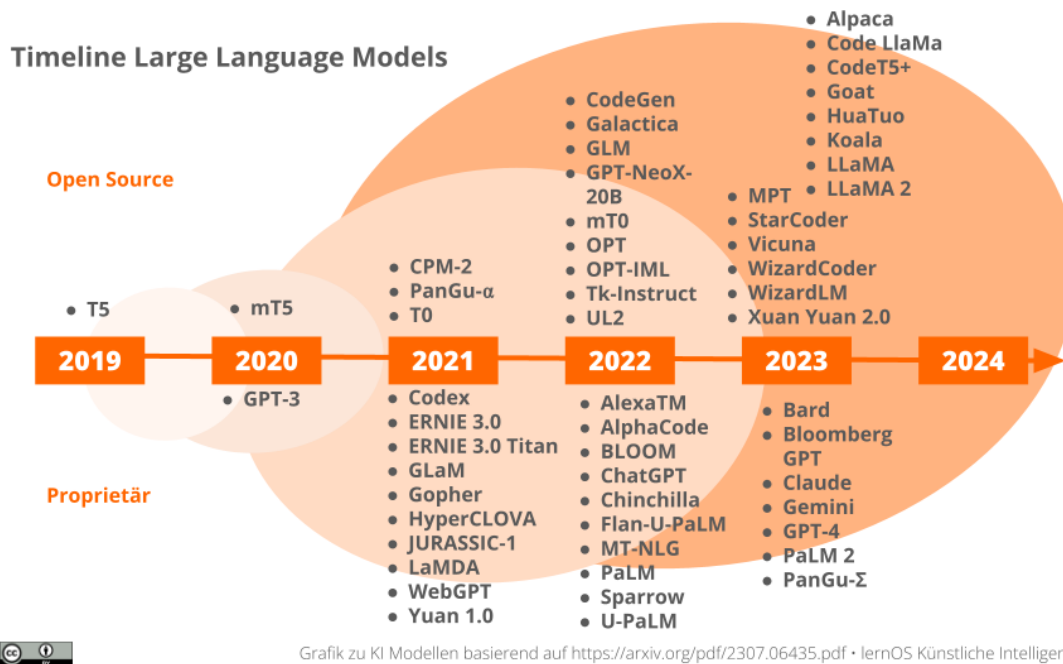 Timeline Large Language Models
Open Source
Proprietär
• T5
2019
• mT5
2020
• GPT-3
• CPM-2
• PanGu-α
• T0
2021
• Codex
• ERNIE 3.0
• ERNIE 3.0 Titan
• GLaM
• Gopher
• HyperCLOVA
• JURASSIC-1
• LaMDA
• WebGPT
• Yuan 1.0
• CodeGen
• Galactica
• GLM
• GPT-NeoX-
20B
• mT0
• OPT
• OPT-IML
• Tk-Instruct
• UL2
2022
• AlexaTM
• AlphaCode
• BLOOM
• ChatGPT
• Chinchilla
• Flan-U-PaLM
• MT-NLG
• PaLM
• Sparrow
• U-PaLM
• Alpaca
• Code LlaMa
• CodeT5+
• Goat
• HuaTuo
• Koala
• LLaMA
• LLaMA 2
• MPT
• StarCoder
• Vicuna
• WizardCoder
• WizardLM
• Xuan Yuan 2.0
2023
• Bard
• Bloomberg
GPT
• Claude
• Gemini
• GPT-4
• PaLM 2
• PanGu-Σ
2024
cc
Grafik zu KI Modellen basierend auf https://arxiv.org/pdf/2307.06435.pdf • lernOS Künstliche Intelliger